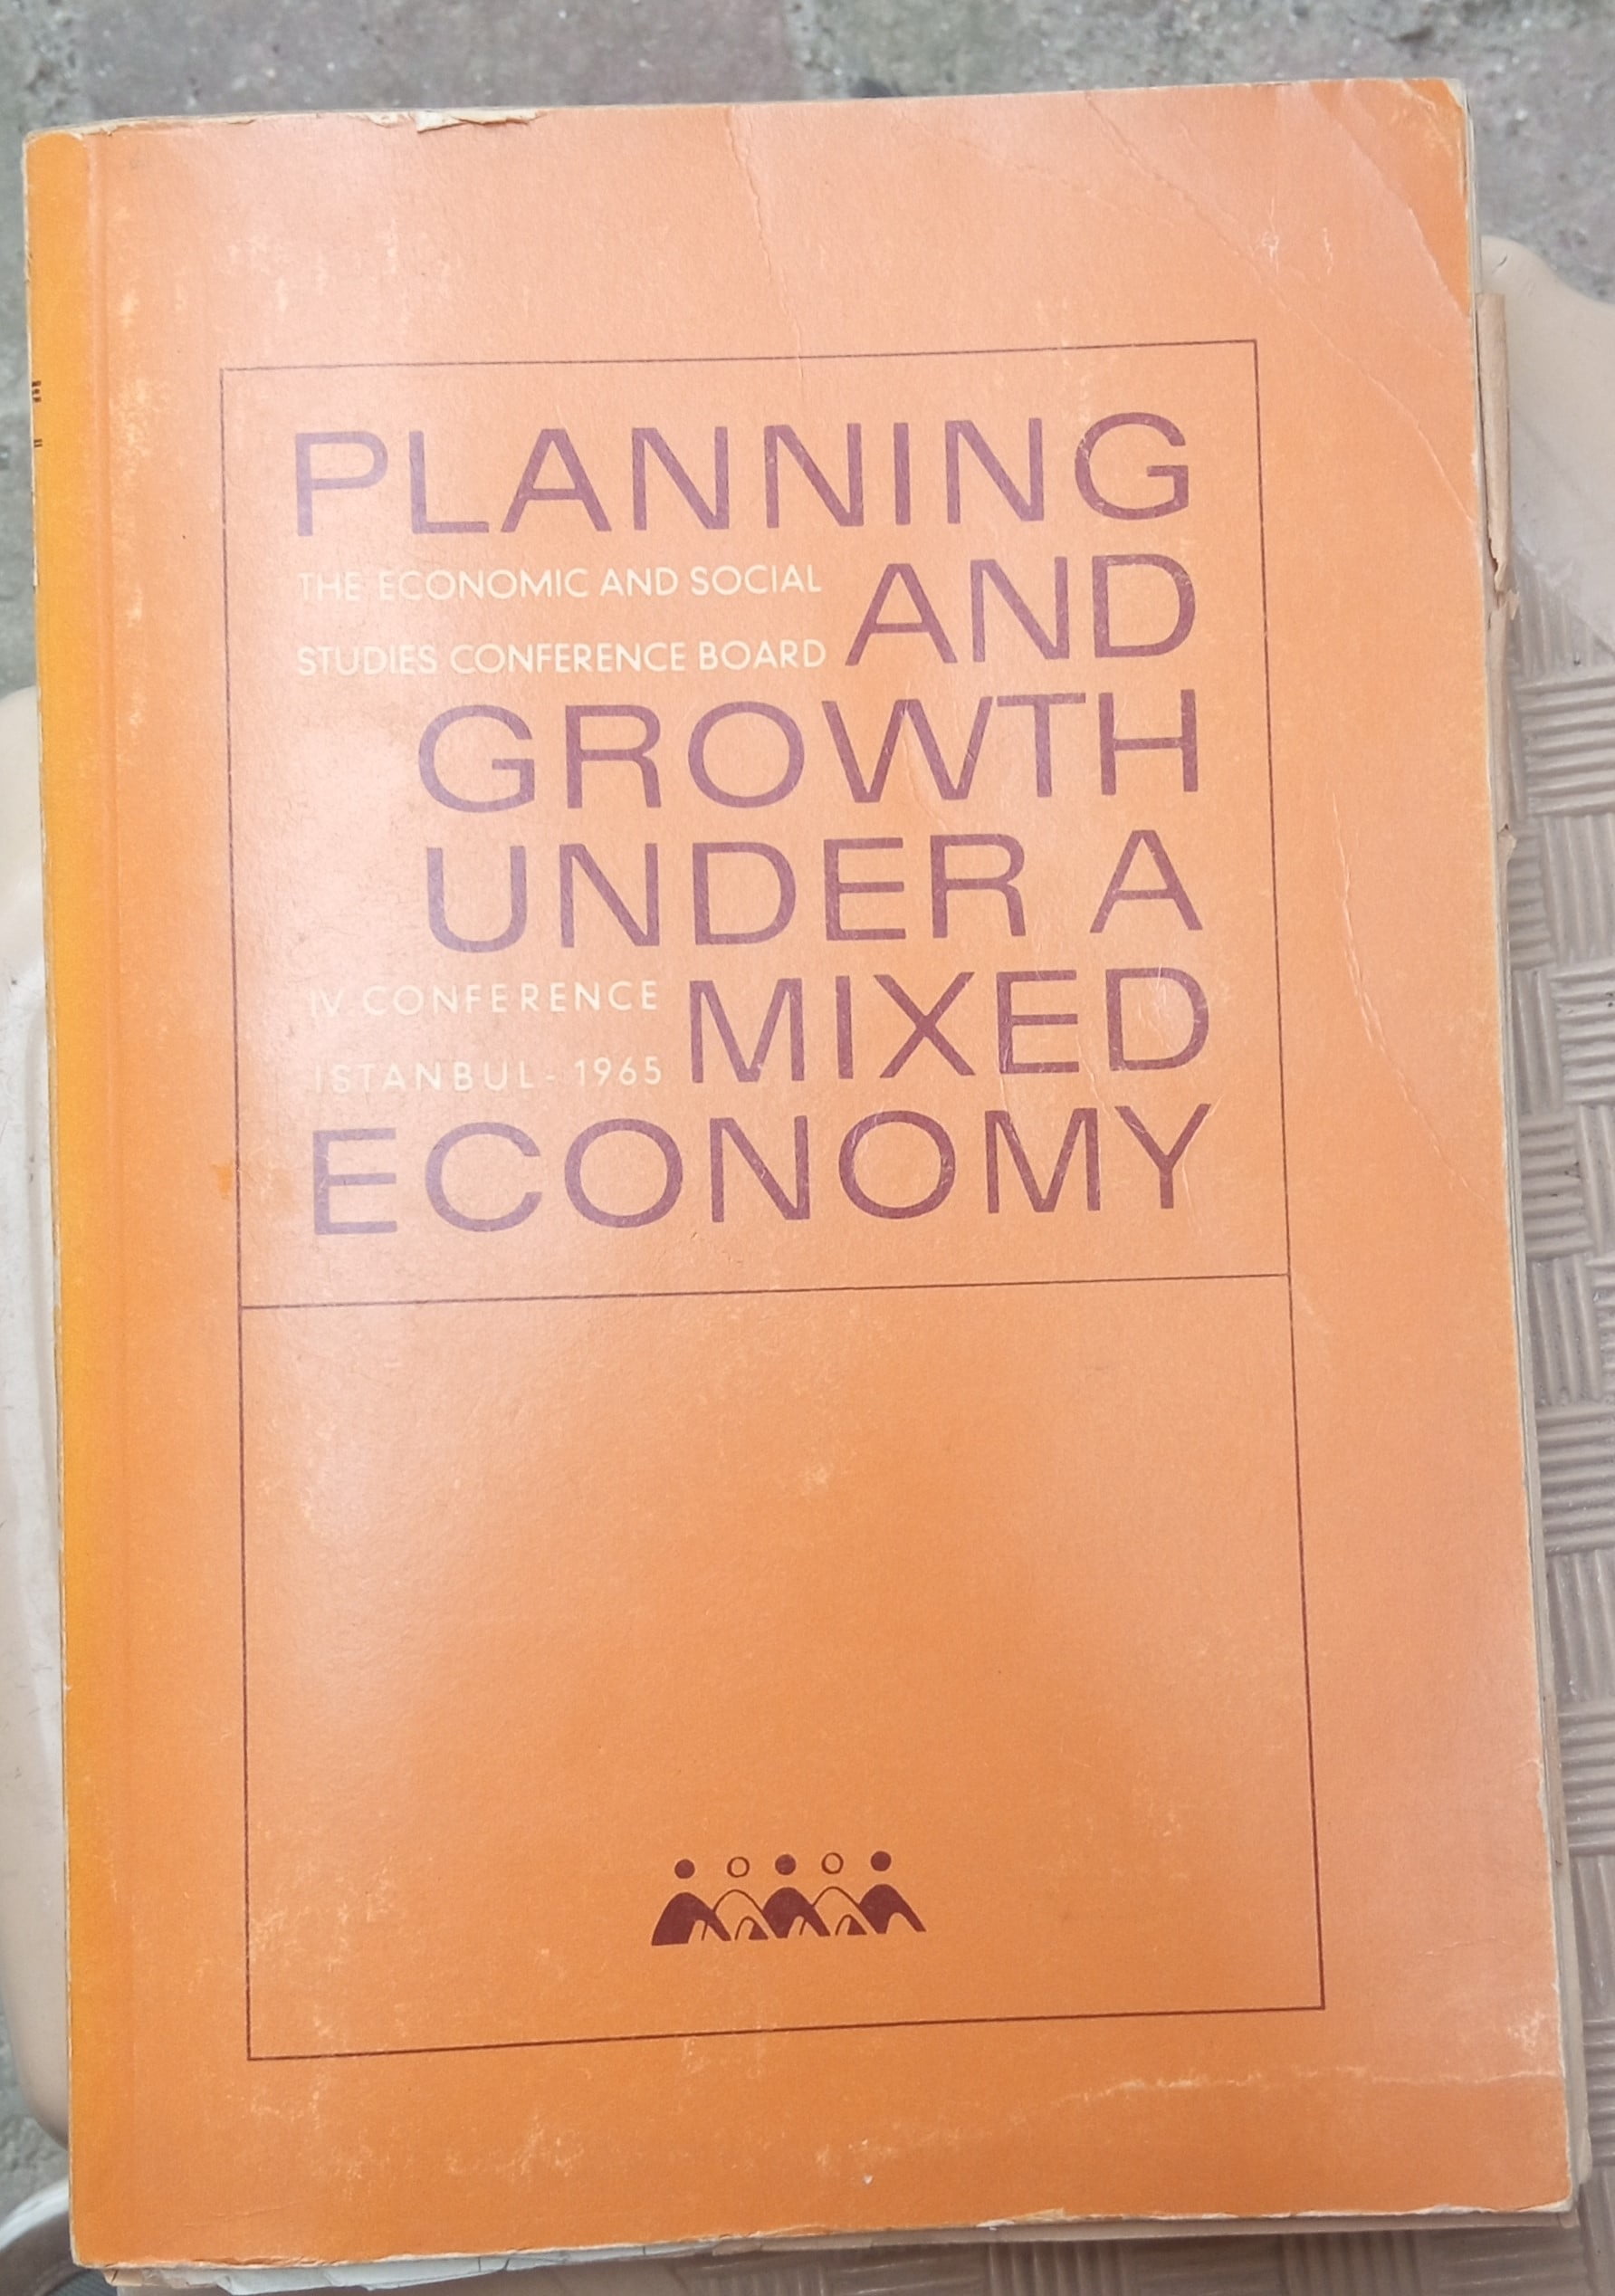 PLANNING
THE ECONOMIC AND SOCIAL
STUDIES CONFERENCE BOARD
AND
GROWTH
UNDER A
IV. CONFERENCE
ISTANBUL - 1965
MIXED
ECONOMY